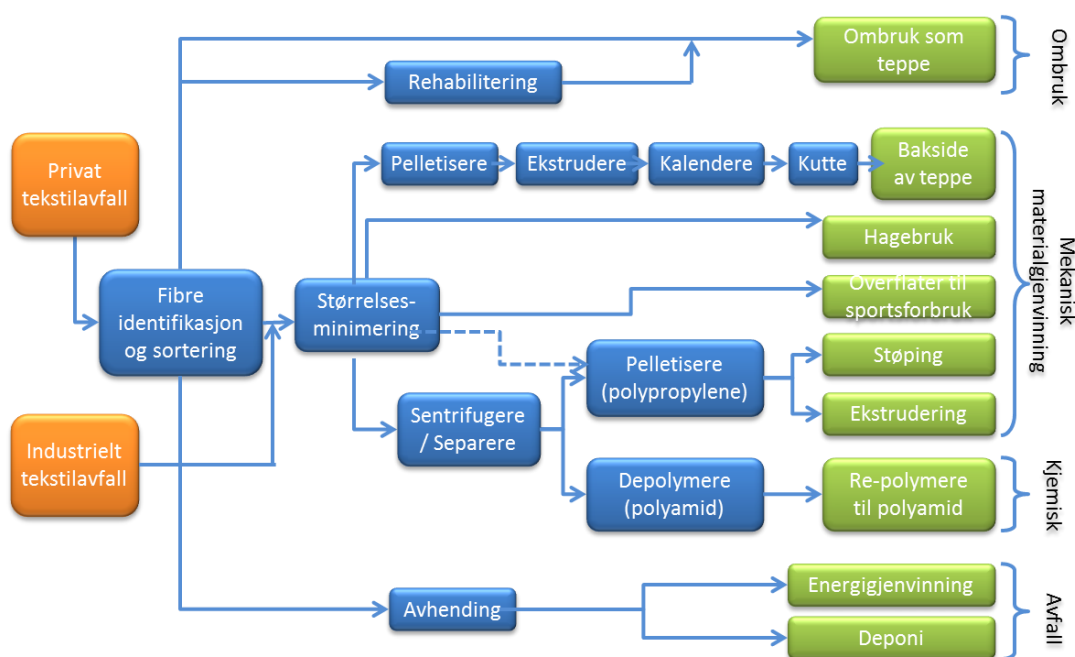 Ombruk som
teppe
Ombruk
Rehabilitering
Privat
tekstilavfall
Pelletisere
Ekstrudere
Kalendere
Kutte
Bakside
av teppe
Mekanisk
materialgjenvinning
Hagebruk
Fibre
identifikasjon
og sortering
Størrelses-
minimering
Overflater til
sportsforbruk
Pelletisere
(polypropylene)
Støping
Ekstrudering
Sentrifugere
/ Separere
Industrielt
tekstilavfall
Depolymere
(polyamid)
Re-polymere
til polyamid
Kjemisk
Avhending
Energigjenvinning
Deponi
Avfall